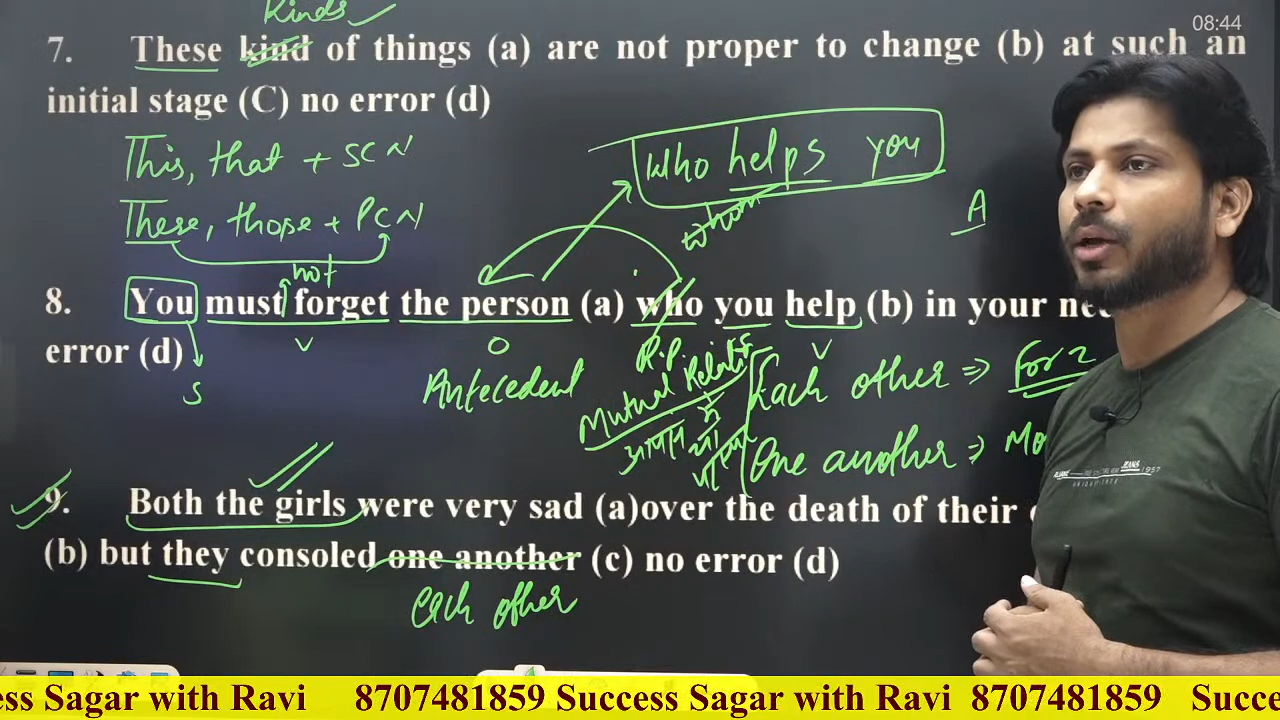 Kinds
08:44
7. These kind of things (a) are not proper to change (b) at such an
initial stage (C) no error (d)
This, that + SCN
These, those + PCN
who helps you
whom
A
not
8. You must forget the person (a) who you help (b) in your
error (d)
V
O
R.P.
V
S
Antecedent
Mutual Relation
आपस में
Each other ⇒ For 2
One another ⇒
9. Both the girls were very sad (a)over the death of their
(b) but they consoled one another (c) no error (d)
each other
ess Sagar with Ravi 8707481859 Success Sagar with Ravi 8707481859 Succe